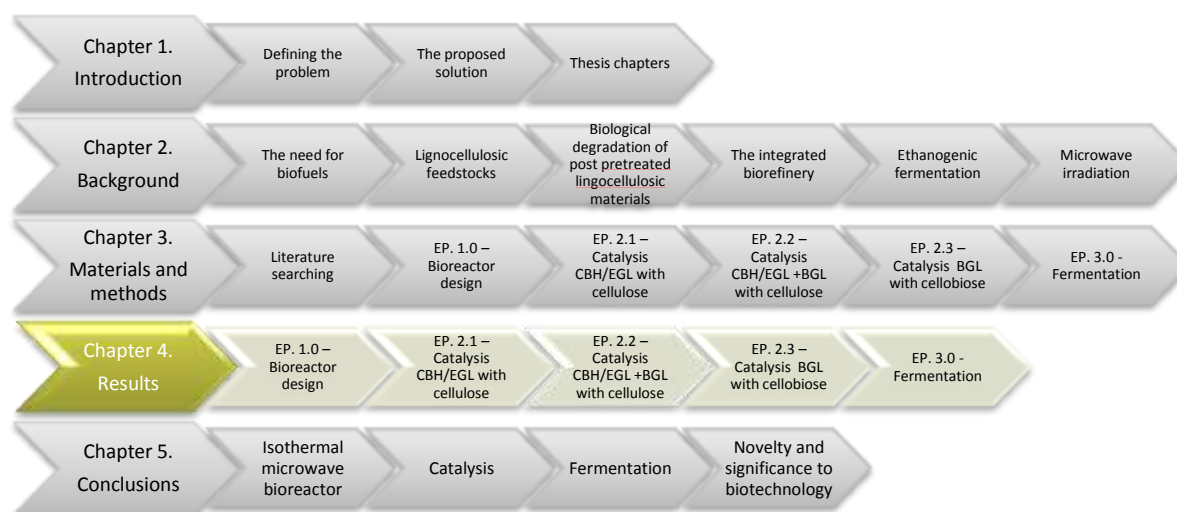 Chapter 1.
Introduction
Defining the
problem
The proposed
solution
Thesis chapters
Chapter 2.
Background
The need for
biofuels
Lignocellulosic
feedstocks
Biological
degradation of
post pretreated
lingocellulosic
materials
The integrated
biorefinery
Ethanogenic
fermentation
Microwave
irradiation
Chapter 3.
Materials and
methods
Literature
searching
EP. 1.0 –
Bioreactor
design
EP. 2.1 –
Catalysis
CBH/EGL with
cellulose
EP. 2.2 –
Catalysis
CBH/EGL +BGL
with cellulose
EP. 2.3 –
Catalysis BGL
with cellobiose
EP. 3.0 -
Fermentation
Chapter 4.
Results
EP. 1.0 –
Bioreactor
design
EP. 2.1 –
Catalysis
CBH/EGL with
cellulose
EP. 2.2 –
Catalysis
CBH/EGL +BGL
with cellulose
EP. 2.3 –
Catalysis BGL
with cellobiose
EP. 3.0 -
Fermentation
Chapter 5.
Conclusions
Isothermal
microwave
bioreactor
Catalysis
Fermentation
Novelty and
significance to
biotechnology